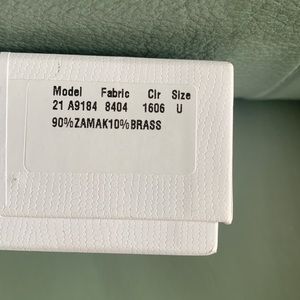 Model Fabric Clr Size
21 A9184 8404 1606 U
90%ZAMAK10%BRASS